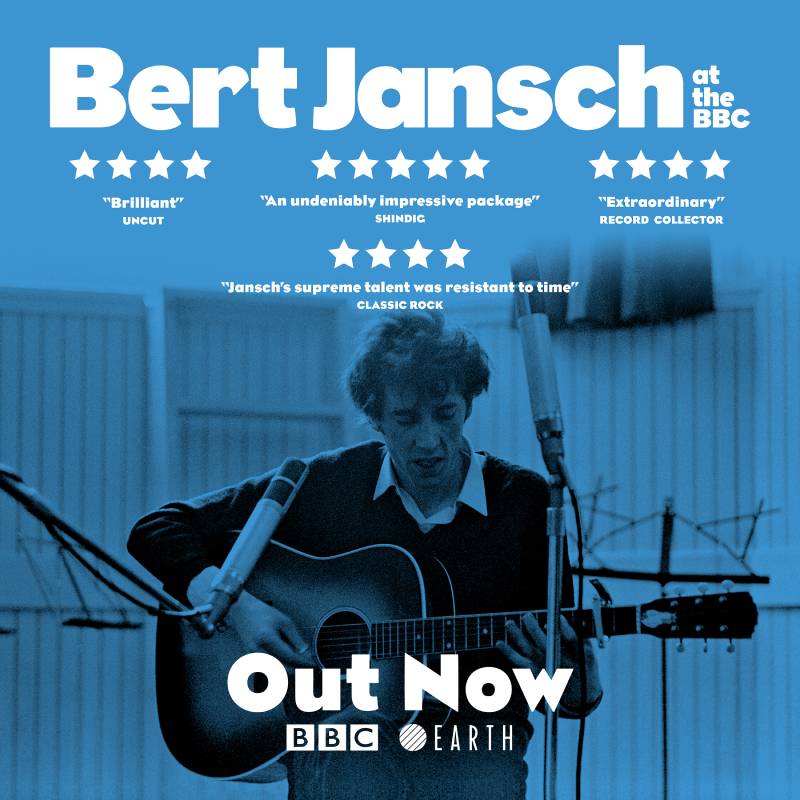 Bert Jansch at the BBC
★★★★ ★★★★★ ★★★★
"Brilliant"
UNCUT
"An undeniably impressive package"
SHINDIG
"Extraordinary"
RECORD COLLECTOR
★★★★
"Jansch's supreme talent was resistant to time"
CLASSIC ROCK
Out Now
BBC EARTH